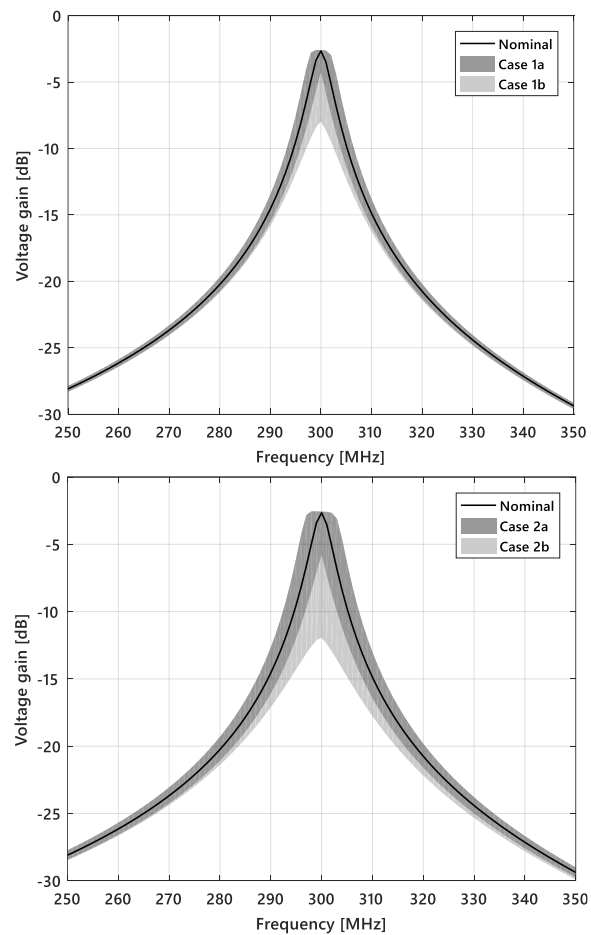 0
-5
-10
-15
-20
-25
-30
Voltage gain [dB]
Nominal
Case 1a
Case 1b
250 260 270 280 290 300 310 320 330 340 350
Frequency [MHz]
0
-5
-10
-15
-20
-25
-30
Voltage gain [dB]
Nominal
Case 2a
Case 2b
250 260 270 280 290 300 310 320 330 340 350
Frequency [MHz]